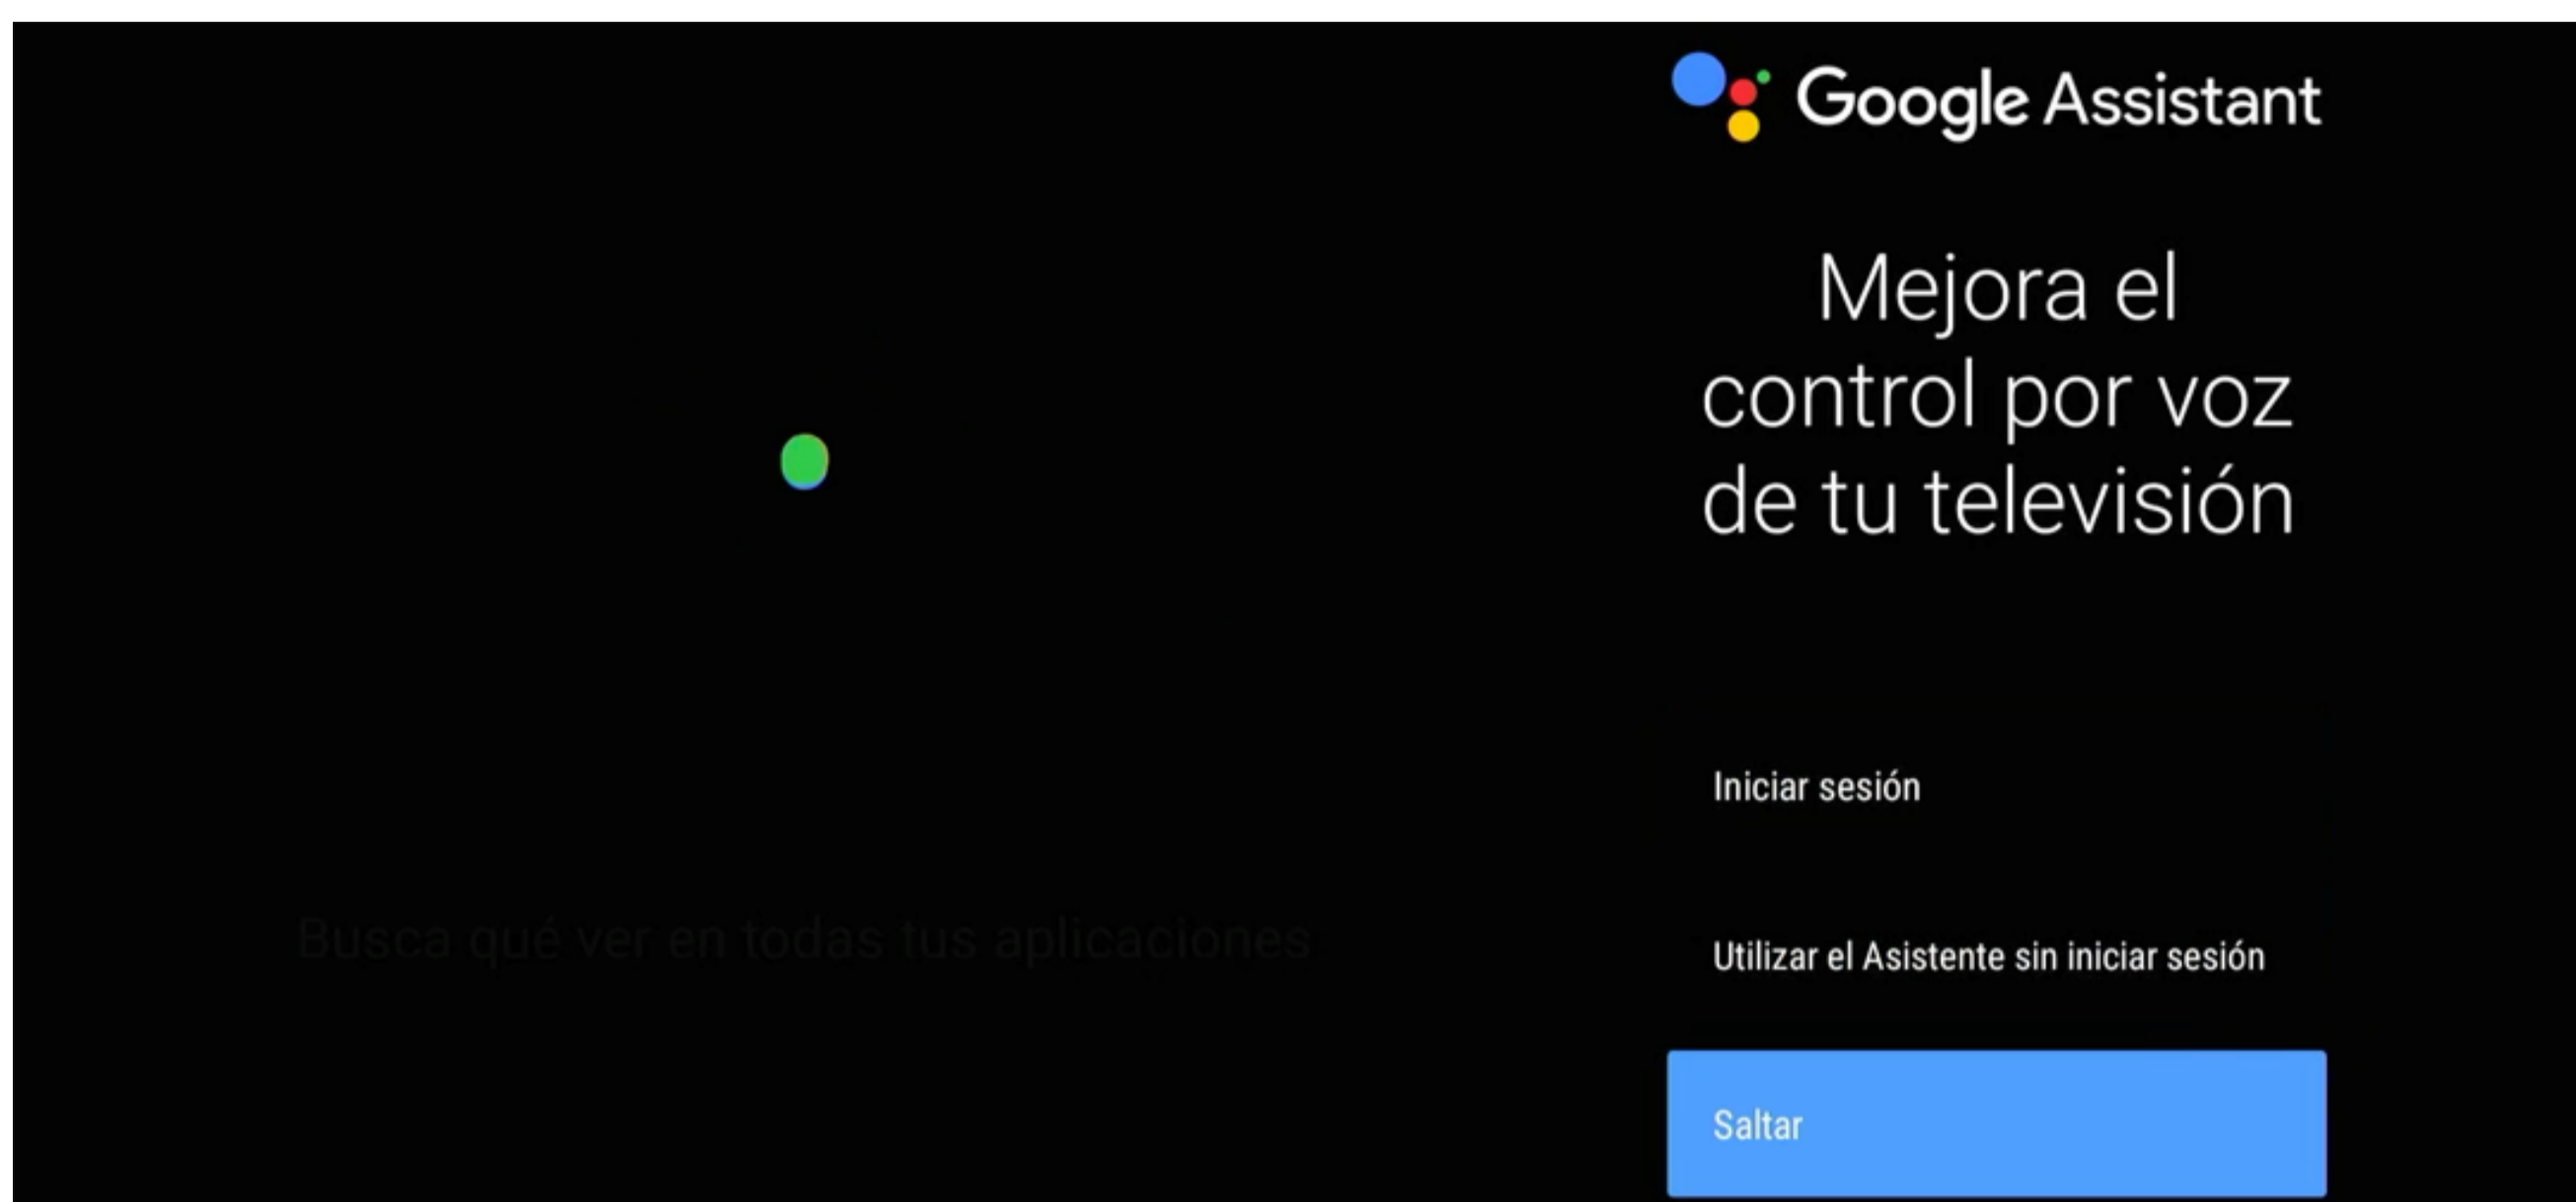 Google Assistant
Mejora el
control por voz
de tu televisión
Iniciar sesión
Busca qué ver en todas tus aplicaciones
Utilizar el Asistente sin iniciar sesión
Saltar